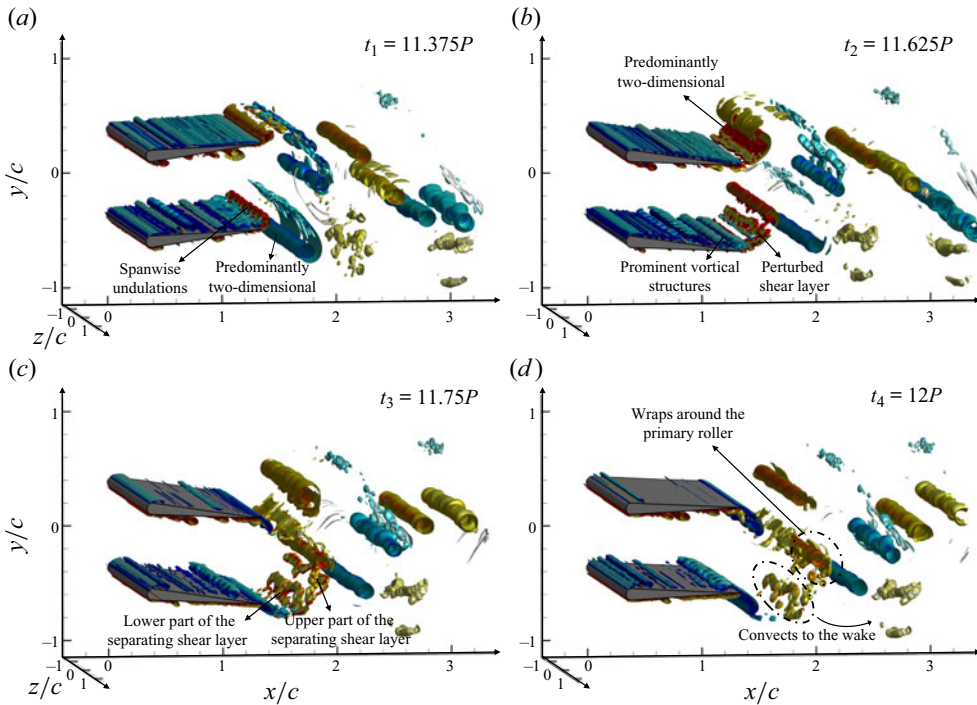 (a)
t1 = 11.375P
1
y/c
0
Spanwise
undulations
Predominantly
two-dimensional
–1
–1
0
1
z/c
0
1
2
3
(b)
t2 = 11.625P
Predominantly
two-dimensional
1
0
Prominent vortical
structures
Perturbed
shear layer
–1
–1
0
1
0
1
2
3
(c)
t3 = 11.75P
1
y/c
0
Lower part of the
separating shear layer
Upper part of the
separating shear layer
–1
–1
0
1
z/c
0
1
2
3
x/c
(d)
t4 = 12P
Wraps around the
primary roller
1
0
Convects to the wake
–1
–1
0
1
0
1
2
3
x/c